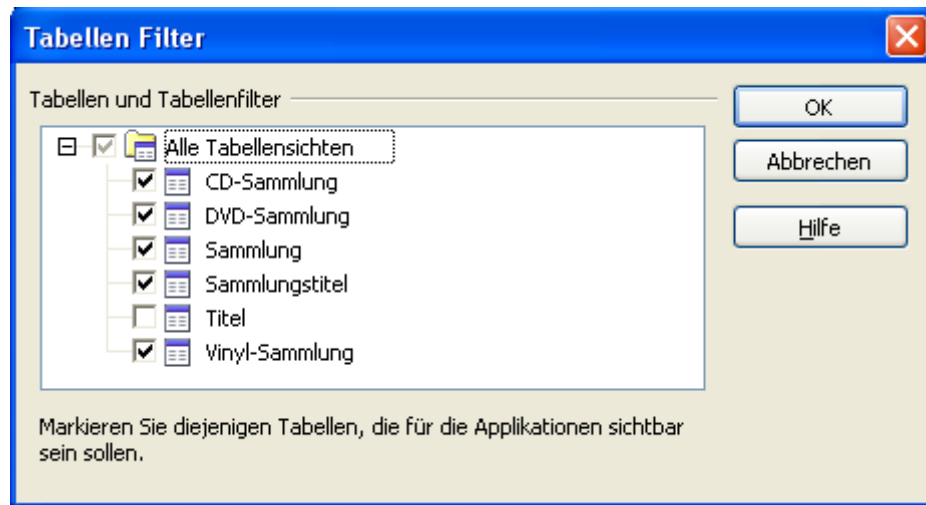 Tabellen Filter
Tabellen und Tabellenfilter
OK
Alle Tabellensichten
Abbrechen
CD-Sammlung
DVD-Sammlung
Hilfe
Sammlung
Sammlungstitel
Titel
Vinyl-Sammlung
Markieren Sie diejenigen Tabellen, die für die Applikationen sichtbar
sein sollen.